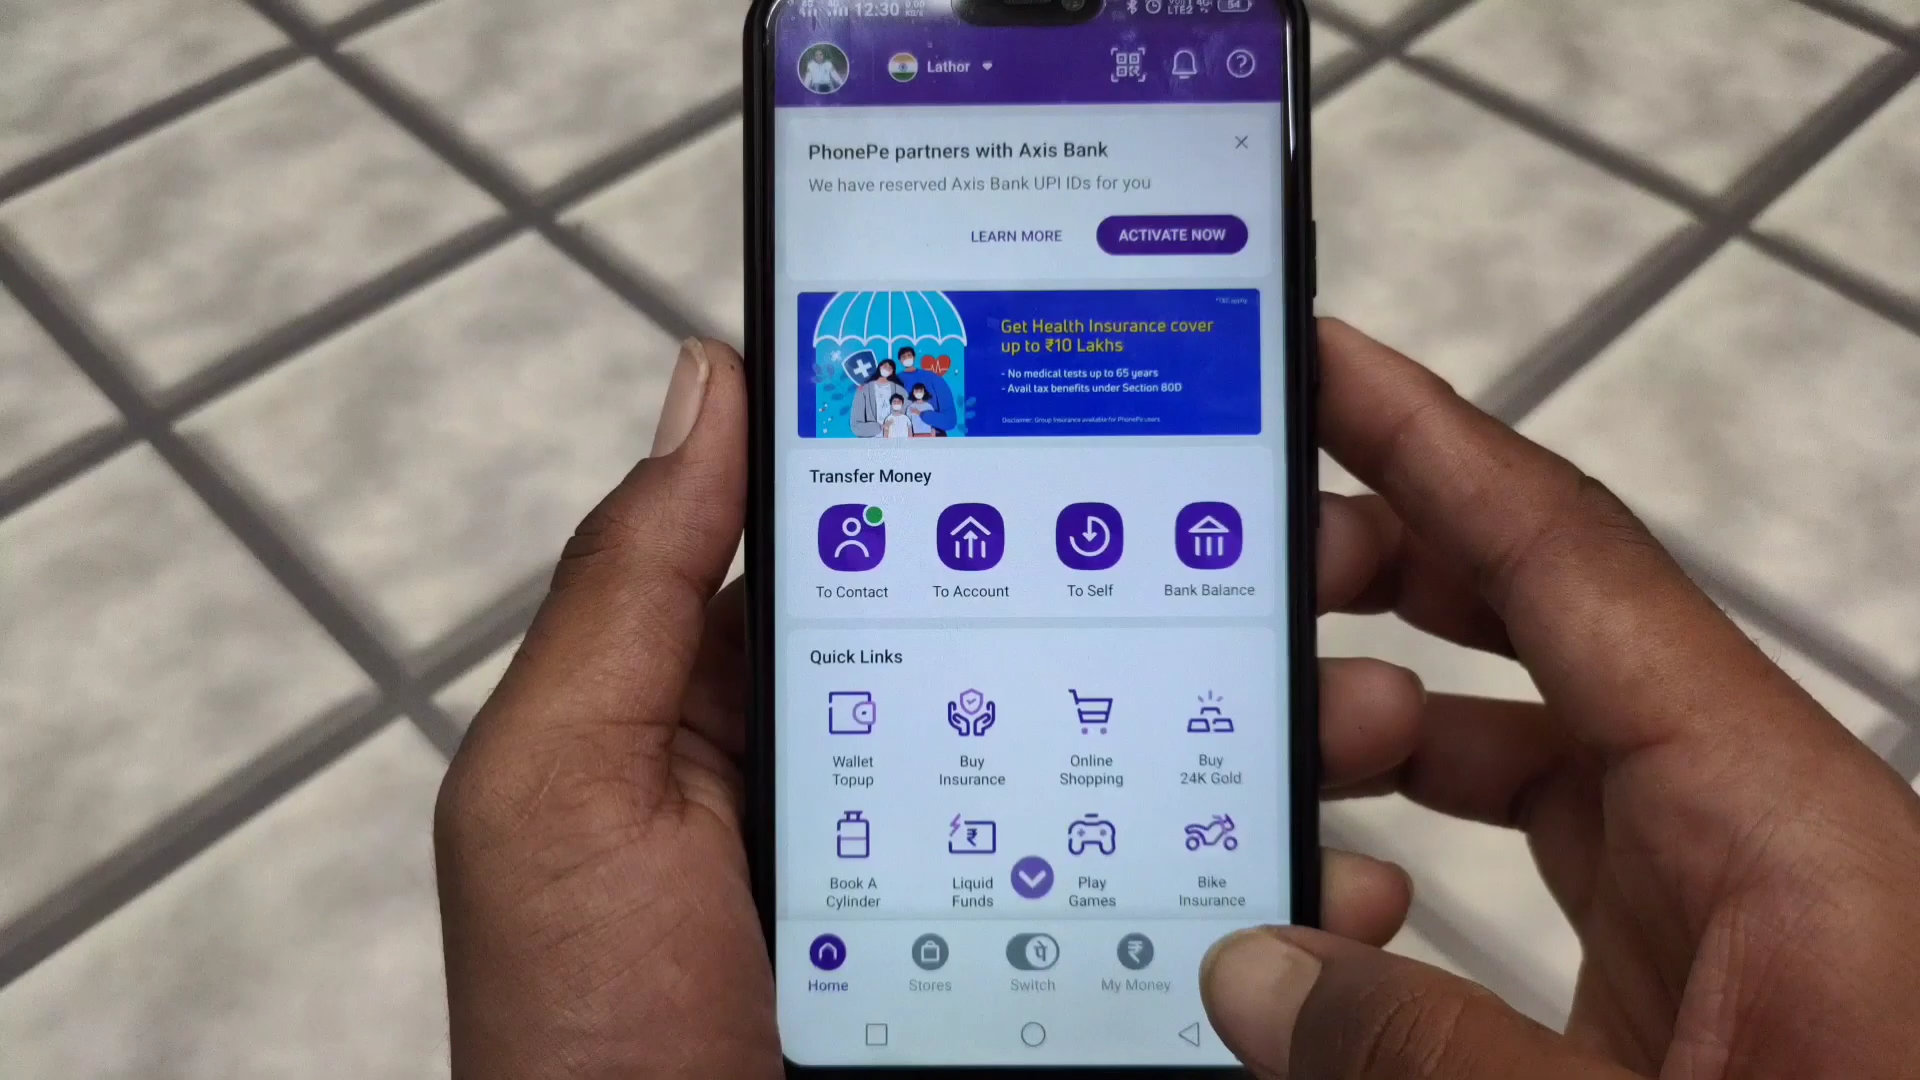 12:30
54
Lathor
PhonePe partners with Axis Bank
We have reserved Axis Bank UPI IDs for you
LEARN MORE
ACTIVATE NOW
Get Health Insurance cover
up to ₹10 Lakhs
- No medical tests up to 65 years
- Avail tax benefits under Section 80D
Disclaimer: Group Insurance available for PhonePe users
Transfer Money
To Contact
To Account
To Self
Bank Balance
Quick Links
Wallet
Topup
Buy
Insurance
Online
Shopping
Buy
24K Gold
Book A
Cylinder
Liquid
Funds
Play
Games
Bike
Insurance
पे
Home
Stores
Switch
My Money